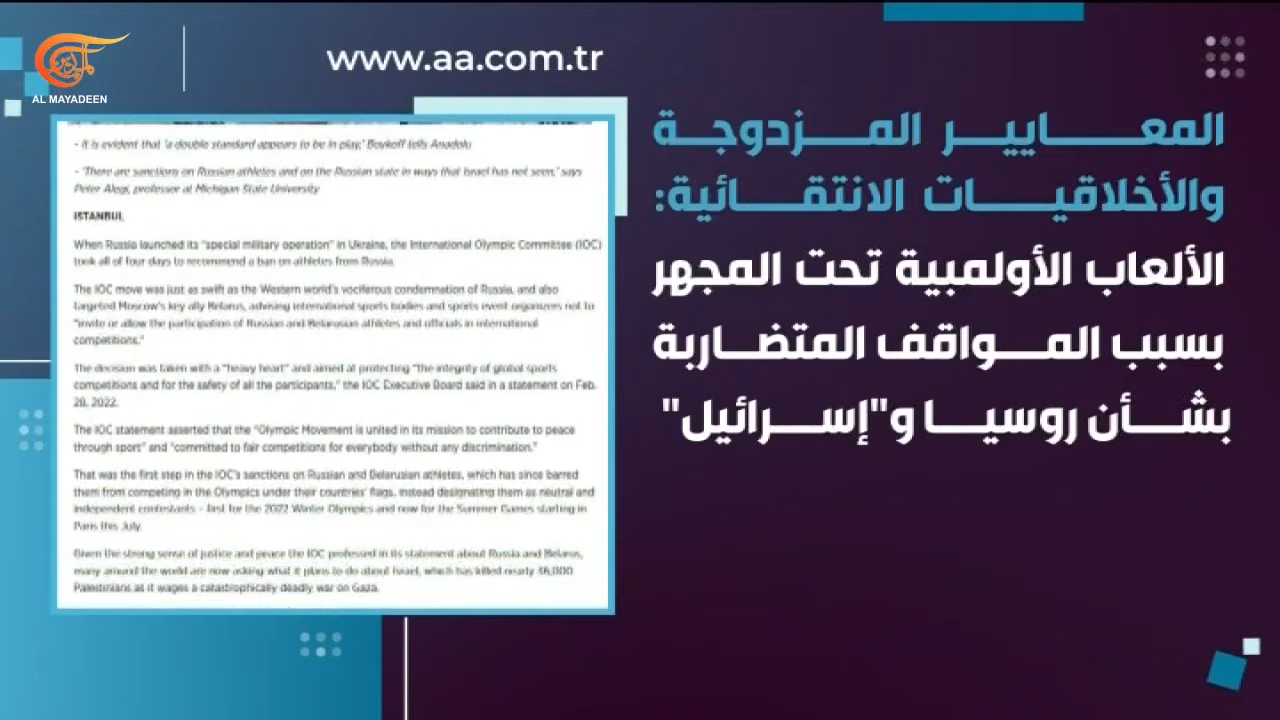 AL MAYADEEN
www.aa.com.tr
المعايير المزدوجة
والأخلاقيات الانتقائية:
الألعاب الأولمبية تحت المجهر
بسبب المواقف المتضاربة
بشأن روسيا و"إسرائيل"
- It is evident that 'a double standard appears to be in play,' Boykoff tells Anadolu
- 'There are sanctions on Russian athletes and on the Russian state in ways that Israel has not seen,' says
Peter Alegi, professor at Michigan State University
ISTANBUL
When Russia launched its "special military operation" in Ukraine, the International Olympic Committee (IOC)
took all of four days to recommend a ban on athletes from Russia.
The IOC move was just as swift as the Western world's vociferous condemnation of Russia, and also
targeted Moscow's key ally Belarus, advising international sports bodies and sports event organizers not to
"invite or allow the participation of Russian and Belarusian athletes and officials in international
competitions."
The decision was taken with a "heavy heart" and aimed at protecting "the integrity of global sports
competitions and for the safety of all the participants," the IOC Executive Board said in a statement on Feb.
28, 2022.
The IOC statement asserted that the "Olympic Movement is united in its mission to contribute to peace
through sport" and "committed to fair competitions for everybody without any discrimination."
That was the first step in the IOC's sanctions on Russian and Belarusian athletes, which has since barred
them from competing in the Olympics under their countries' flags, instead designating them as neutral and
independent contestants – first for the 2022 Winter Olympics and now for the Summer Games starting in
Paris this July.
Given the strong sense of justice and peace the IOC professed in its statement about Russia and Belarus,
many around the world are now asking what it plans to do about Israel, which has killed nearly 36,000
Palestinians as it wages a catastrophically deadly war on Gaza.